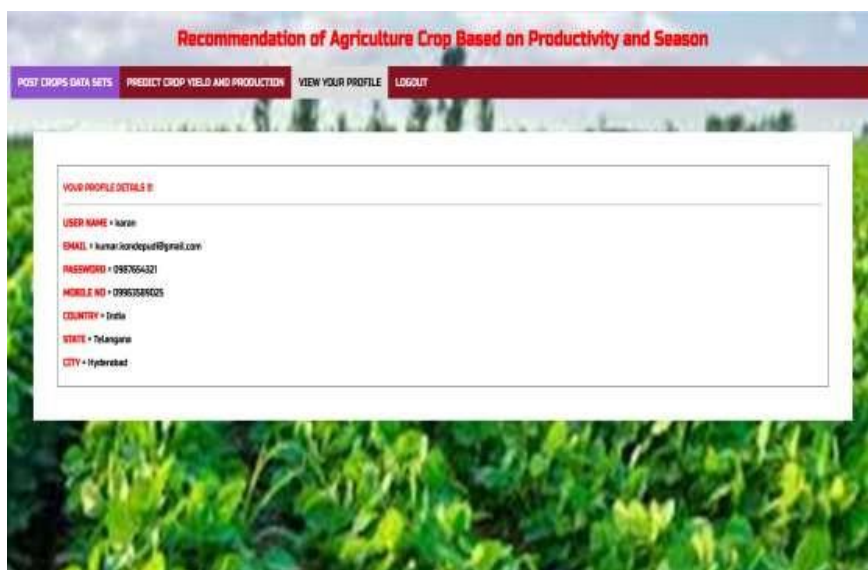 Recommendation of Agriculture Crop Based on Productivity and Season
POST CROPS DATA SETS PREDICT CROP YIELD AND PRODUCTION VIEW YOUR PROFILE LOGOUT
YOUR PROFILE DETAILS !!!
USER NAME = karan
EMAIL = kumar.kondepudi@gmail.com
PASSWORD = 0987654321
MOBILE NO = 09963589025
COUNTRY = India
STATE = Telangana
CITY = Hyderabad